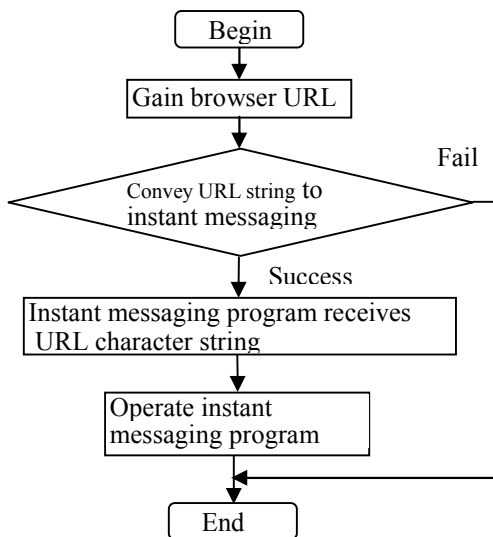 Begin
Gain browser URL
Fail
Convey URL string to
instant messaging
Success
Instant messaging program receives
URL character string
Operate instant
messaging program
End